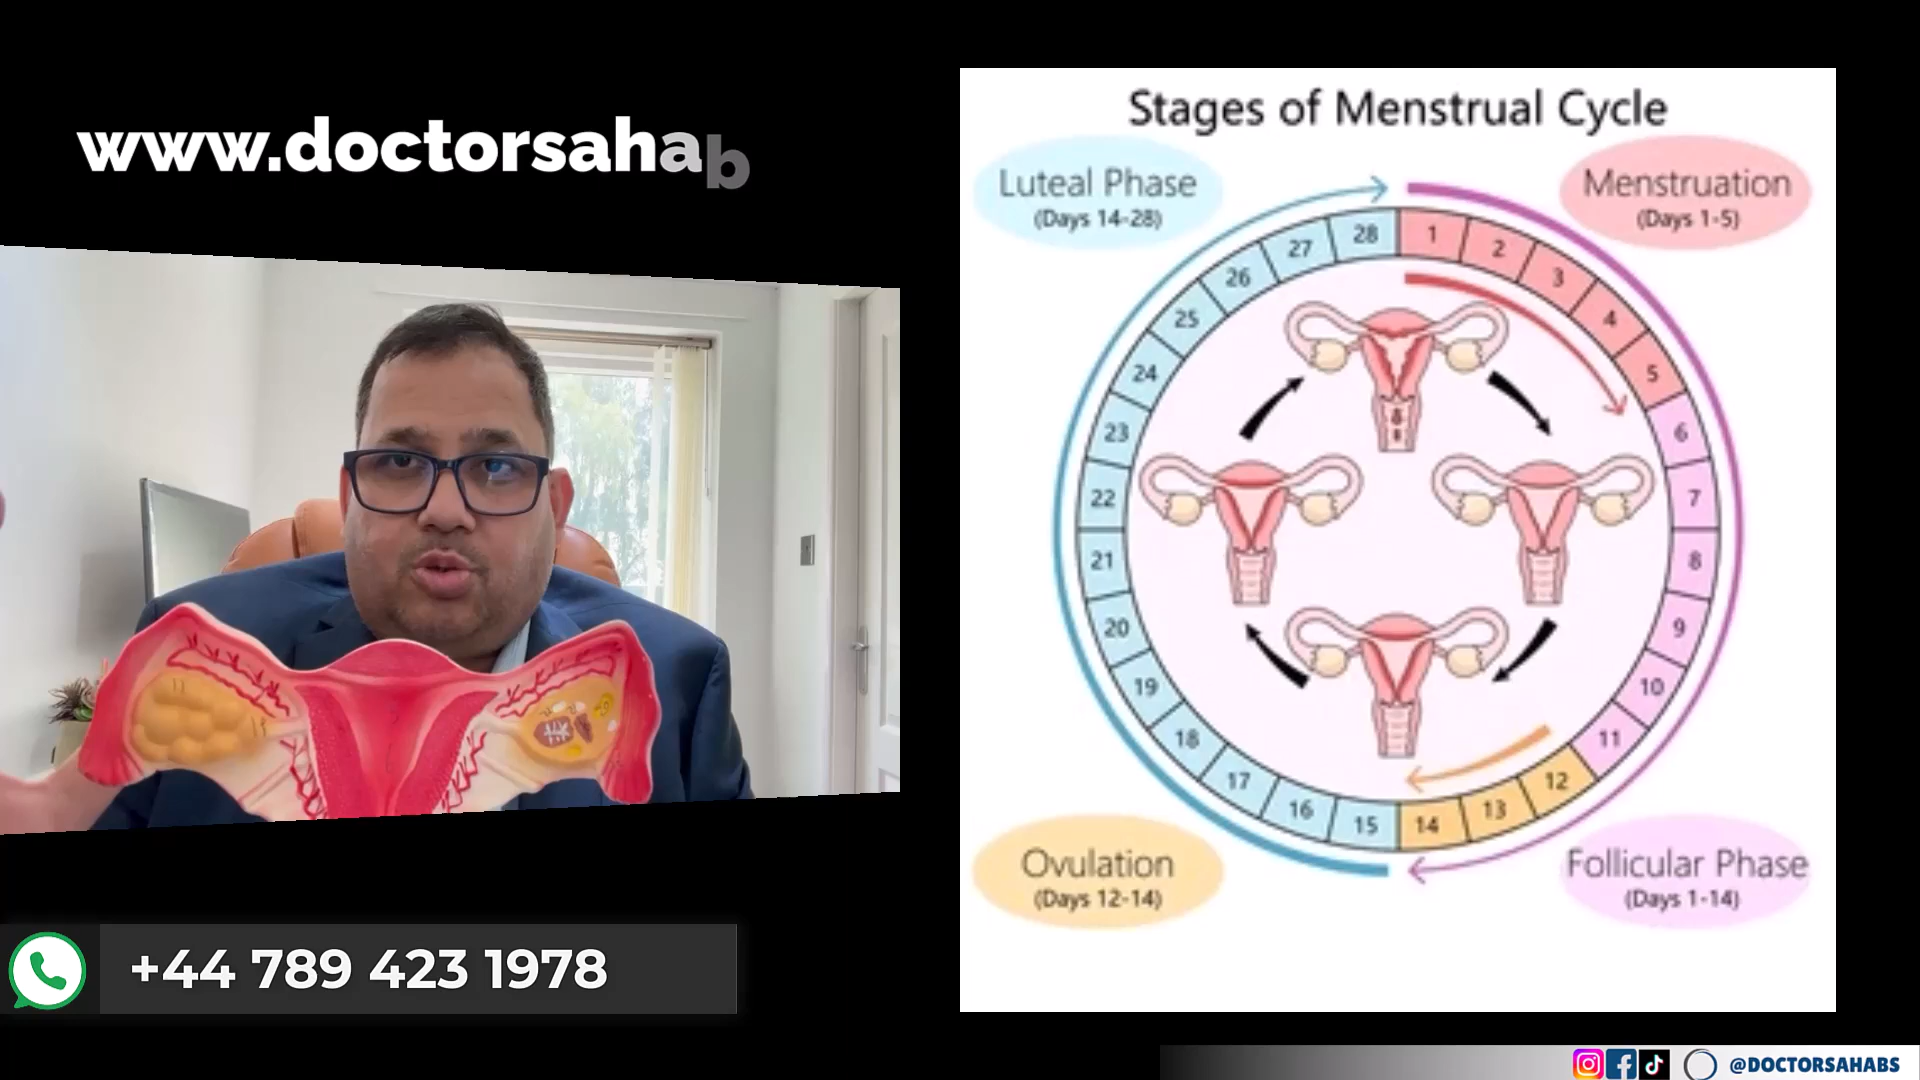 www.doctorsahab
Stages of Menstrual Cycle
Luteal Phase
(Days 14-28)
Menstruation
(Days 1-5)
28
1
2
3
4
5
6
7
8
9
10
11
12
13
14
15
16
17
18
19
20
21
22
23
24
25
26
27
Ovulation
(Days 12-14)
Follicular Phase
(Days 1-14)
+44 789 423 1978
@DOCTORSAHABS